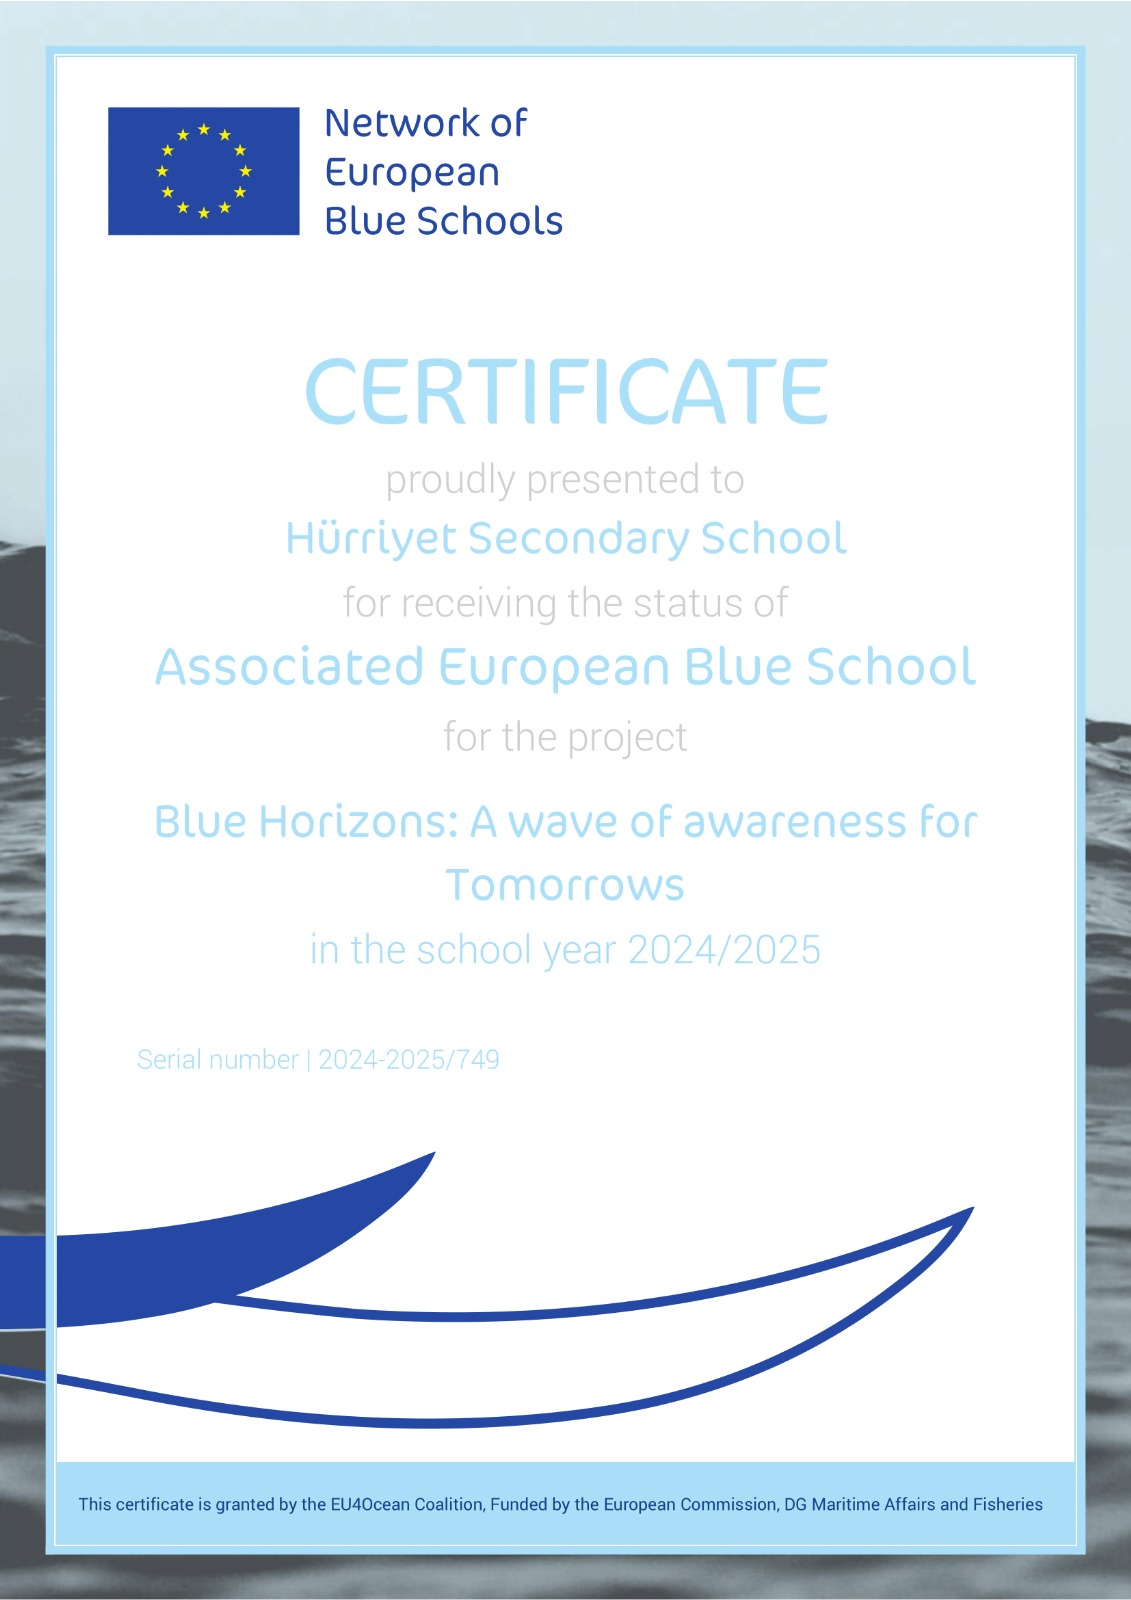 Network of
European
Blue Schools
CERTIFICATE
proudly presented to
Hürriyet Secondary School
for receiving the status of
Associated European Blue School
for the project
Blue Horizons: A wave of awareness for
Tomorrows
in the school year 2024/2025
Serial number | 2024-2025/749
This certificate is granted by the EU4Ocean Coalition, Funded by the European Commission, DG Maritime Affairs and Fisheries